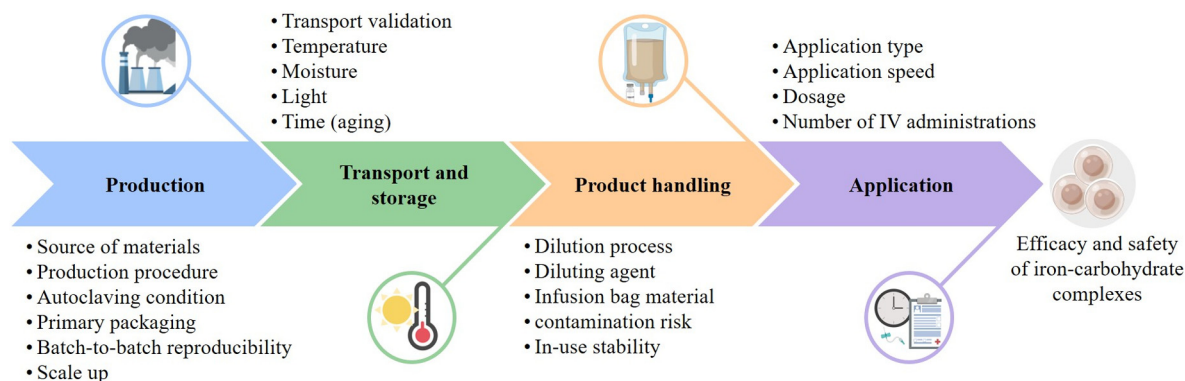 • Transport validation
• Temperature
• Moisture
• Light
• Time (aging)
• Application type
• Application speed
• Dosage
• Number of IV administrations
Production
Transport and
storage
Product handling
Application
• Source of materials
• Production procedure
• Autoclaving condition
• Primary packaging
• Batch-to-batch reproducibility
• Scale up
• Dilution process
• Diluting agent
• Infusion bag material
• contamination risk
• In-use stability
Efficacy and safety
of iron-carbohydrate
complexes